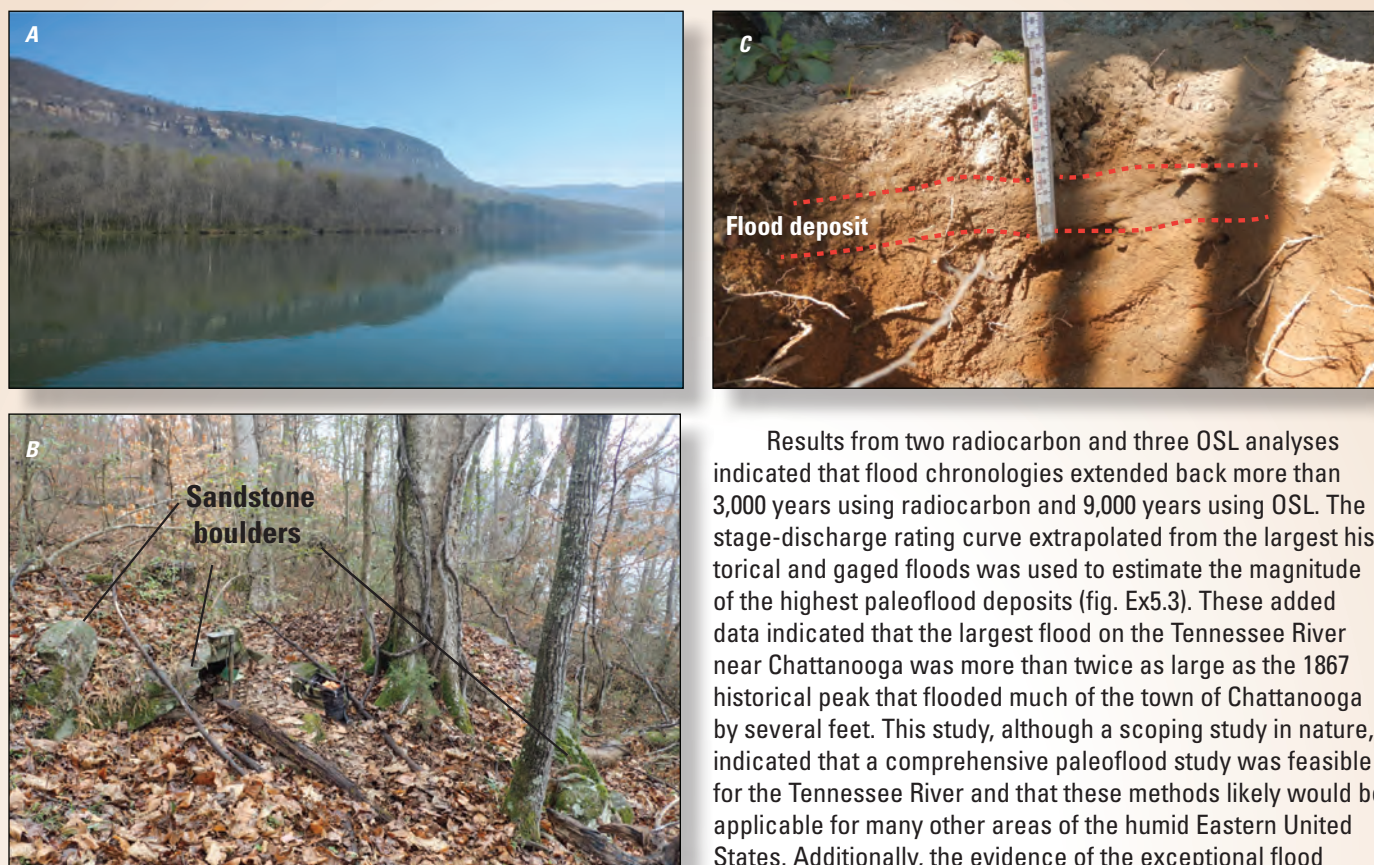 A
C
Flood deposit
B
Sandstone
boulders
Results from two radiocarbon and three OSL analyses
indicated that flood chronologies extended back more than
3,000 years using radiocarbon and 9,000 years using OSL. The
stage-discharge rating curve extrapolated from the largest his
torical and gaged floods was used to estimate the magnitude
of the highest paleoflood deposits (fig. Ex5.3). These added
data indicated that the largest flood on the Tennessee River
near Chattanooga was more than twice as large as the 1867
historical peak that flooded much of the town of Chattanooga
by several feet. This study, although a scoping study in nature,
indicated that a comprehensive paleoflood study was feasible
for the Tennessee River and that these methods likely would be
applicable for many other areas of the humid Eastern United
States. Additionally, the evidence of the exceptional flood